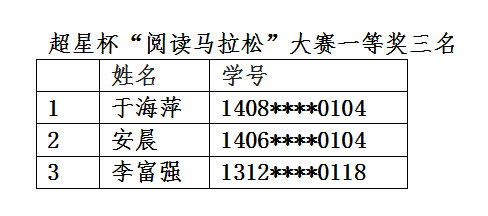 超星杯“阅读马拉松”大赛一等奖三名
姓名 学号
1 于海萍 1408****0104
2 安晨 1406****0104
3 李富强 1312****0118